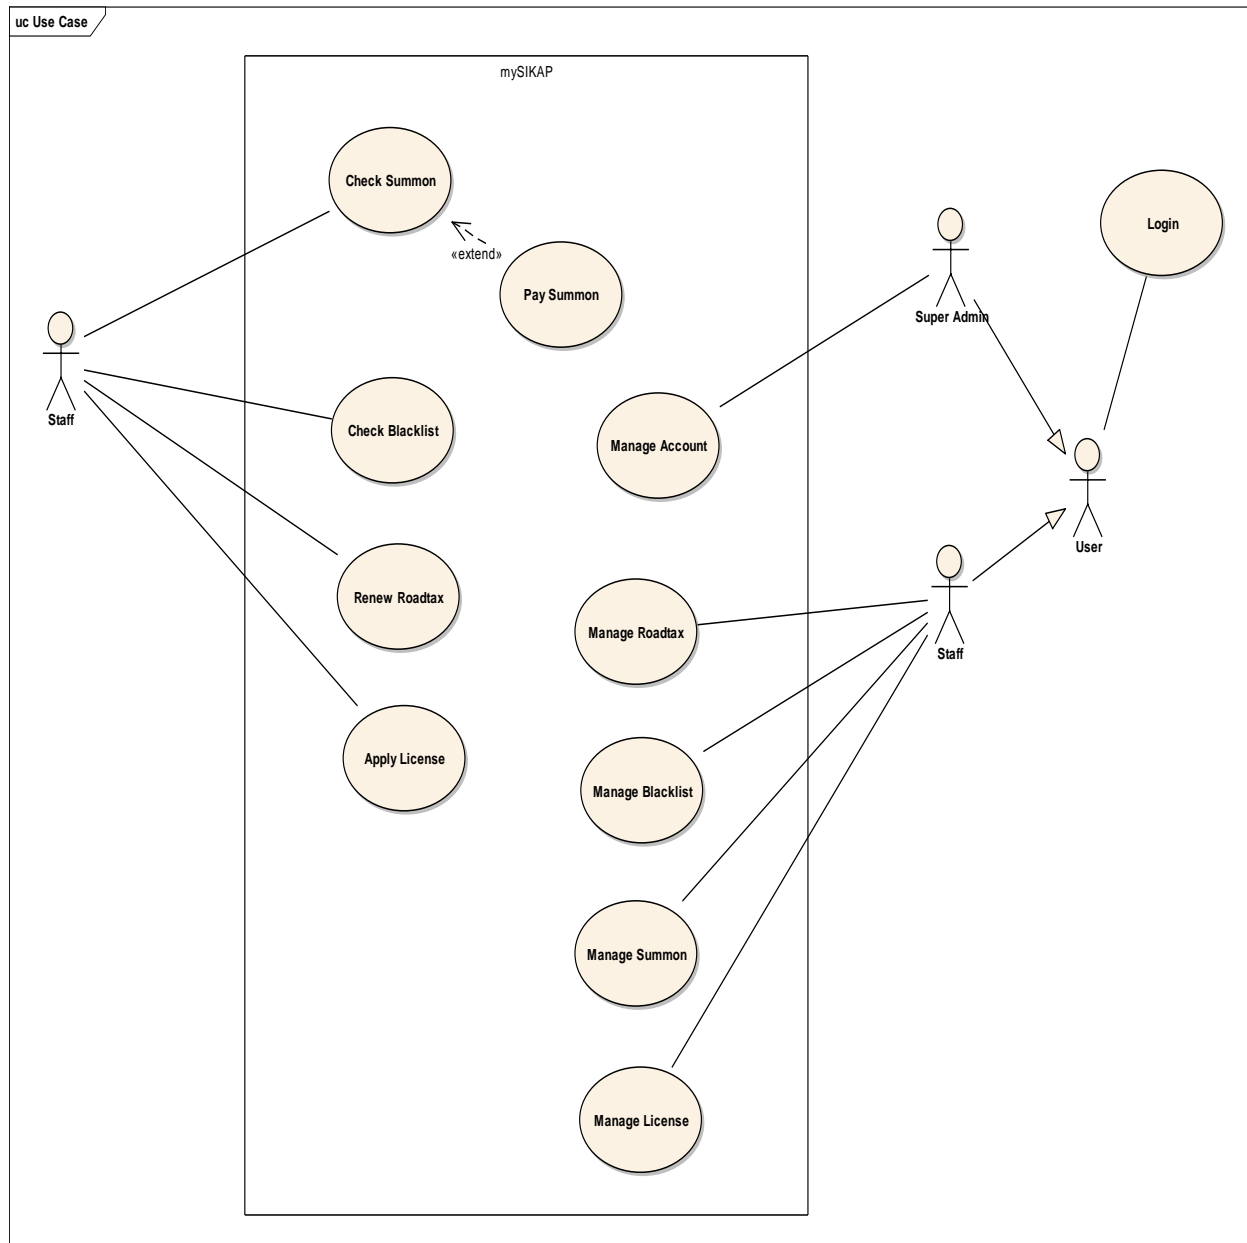 uc Use Case
mySIKAP
Check Summon
«extend»
Pay Summon
Login
Super Admin
Staff
Check Blacklist
Manage Account
User
Renew Roadtax
Manage Roadtax
Staff
Apply License
Manage Blacklist
Manage Summon
Manage License